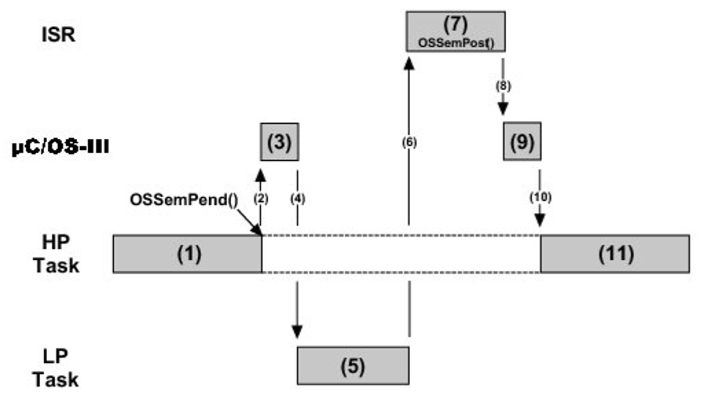 ISR
(7)
OSSemPost()
(8)
µC/OS-III
(3)
(6)
(9)
OSSemPend()
(2)
(4)
(10)
HP
Task
(1)
(11)
LP
Task
(5)